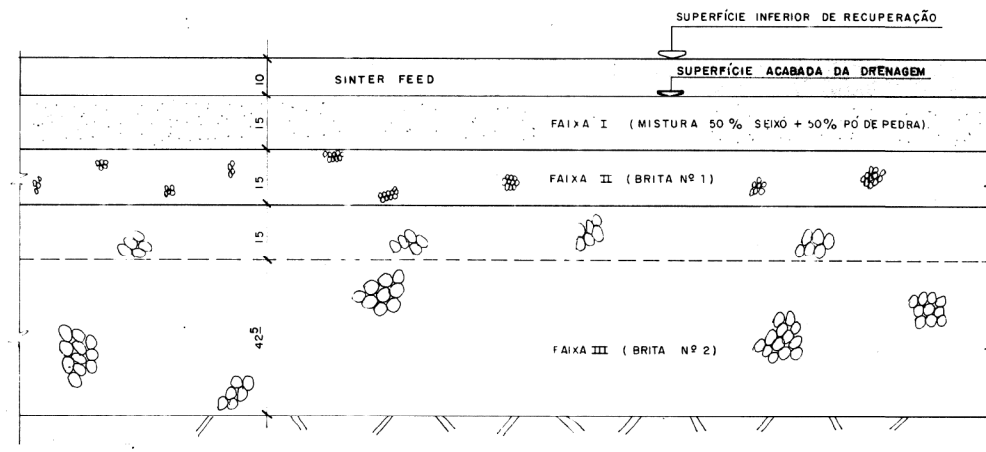 SUPERFÍCIE INFERIOR DE RECUPERAÇÃO
10
SINTER FEED
SUPERFÍCIE ACABADA DA DRENAGEM
15
FAIXA I (MISTURA 50% SEIXO + 50% PÓ DE PEDRA)
15
FAIXA II (BRITA Nº 1)
15
42⁵
FAIXA III (BRITA Nº 2)